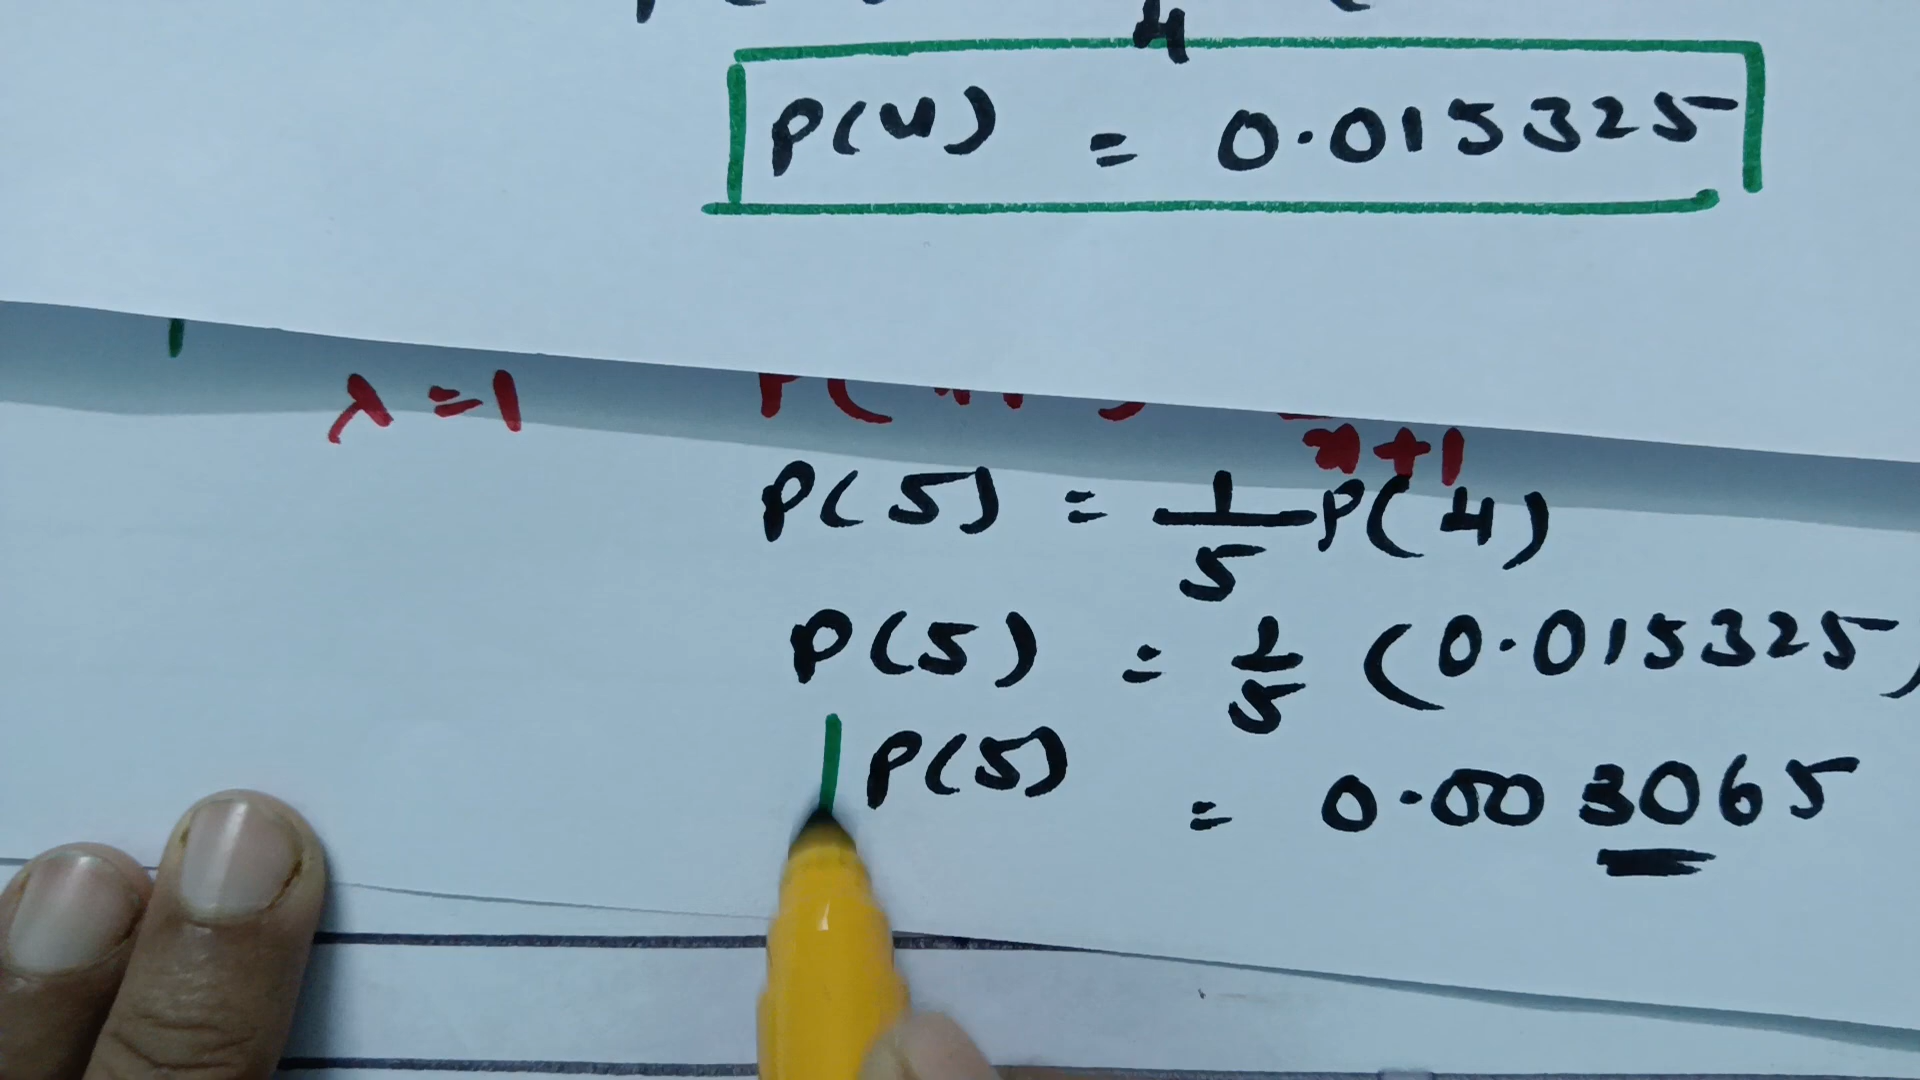 4
P(4) = 0.015325
λ=1
x+1
P(5) = 1/5 P(4)
P(5) = 1/5 (0.015325)
P(5) = 0.003065